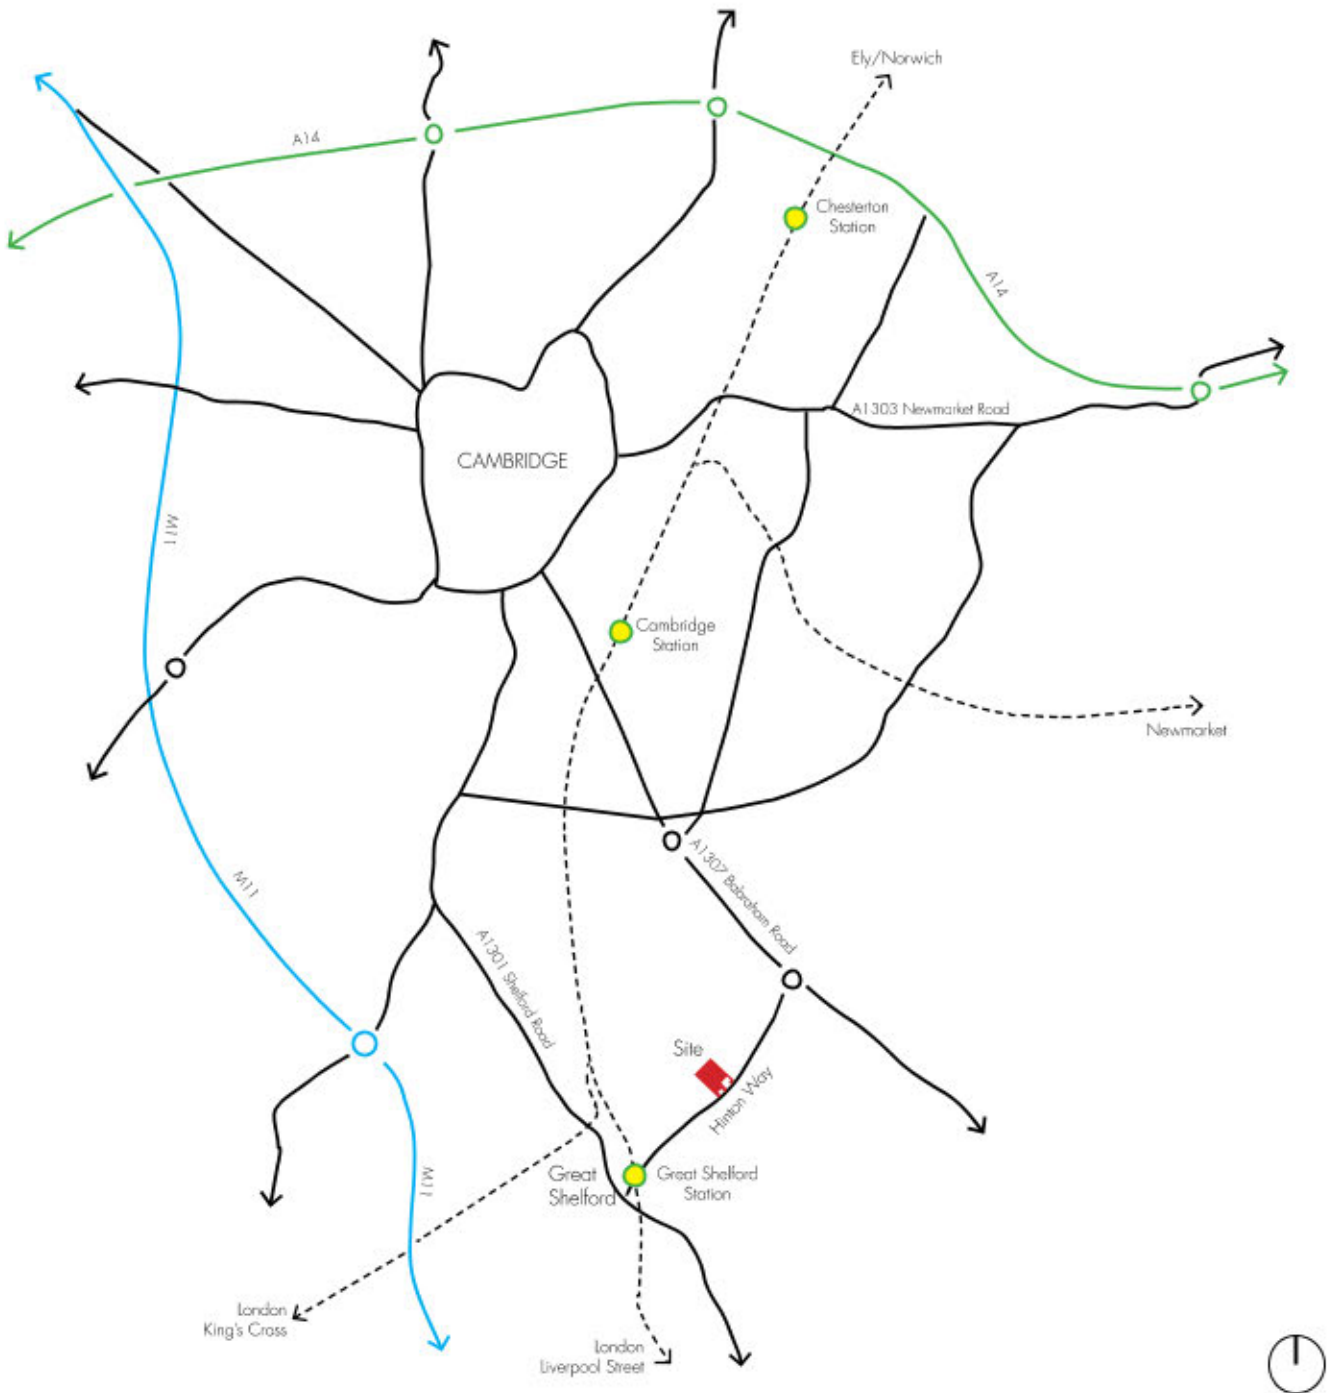 Ely/Norwich
A14
Chesterton
Station
A14
A1303 Newmarket Road
CAMBRIDGE
M11
Cambridge
Station
Newmarket
A1307 Babraham Road
M11
A1301 Shelford Road
Site
Hinton Way
Great
Shelford
Great Shelford
Station
M11
London
King's Cross
London
Liverpool Street